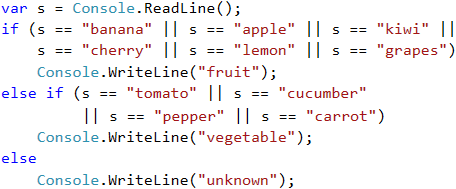 var s = Console.ReadLine();
if (s == "banana" || s == "apple" || s == "kiwi" ||
    s == "cherry" || s == "lemon" || s == "grapes")
    Console.WriteLine("fruit");
else if (s == "tomato" || s == "cucumber"
         || s == "pepper" || s == "carrot")
    Console.WriteLine("vegetable");
else
    Console.WriteLine("unknown");